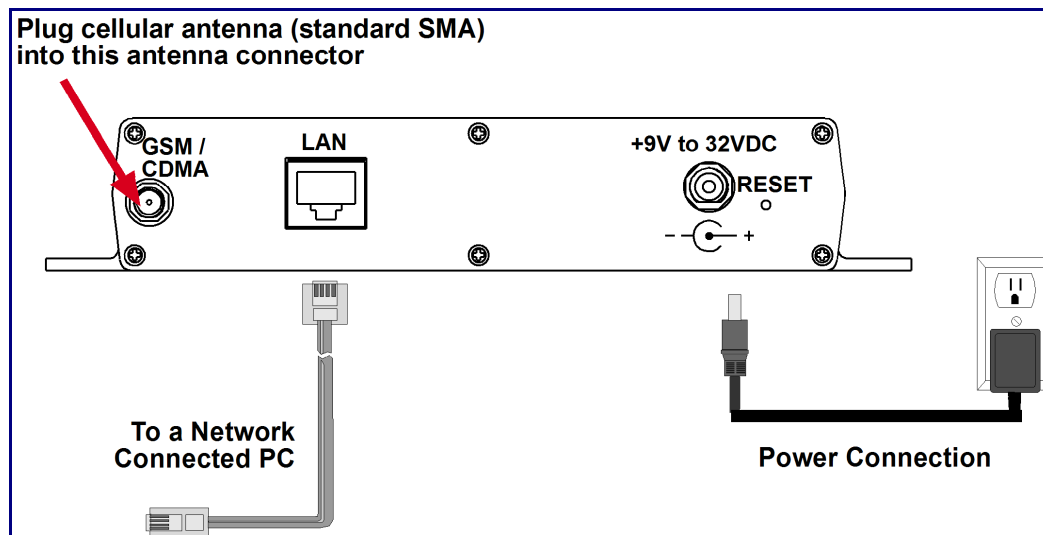 Plug cellular antenna (standard SMA)
into this antenna connector
GSM /
CDMA
LAN
+9V to 32VDC
RESET
- +
To a Network
Connected PC
Power Connection